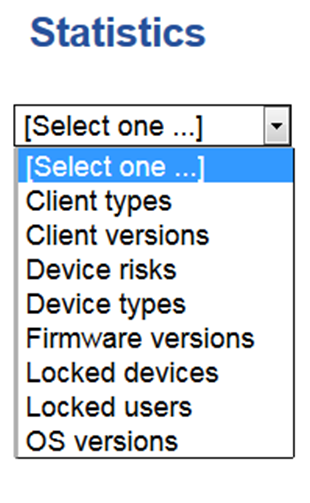 Statistics
[Select one ...]
[Select one ...]
Client types
Client versions
Device risks
Device types
Firmware versions
Locked devices
Locked users
OS versions